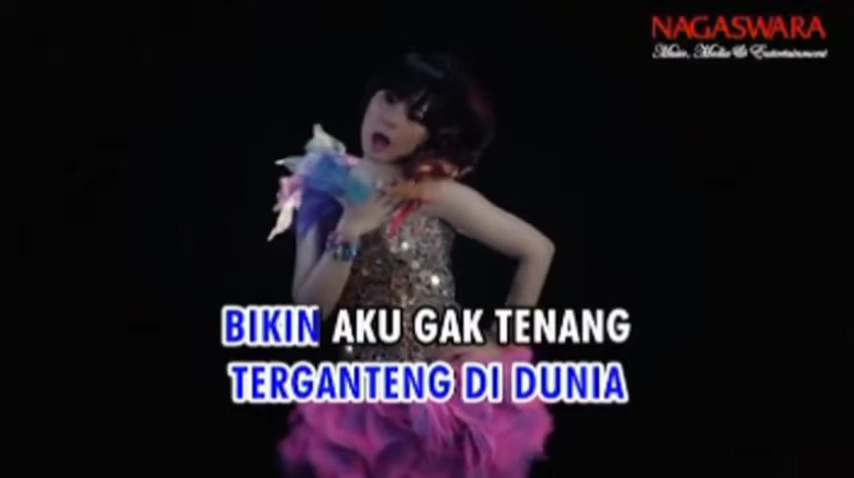 NAGASWARA
Music, Media & Entertainment
BIKIN AKU GAK TENANG
TERGANTENG DI DUNIA